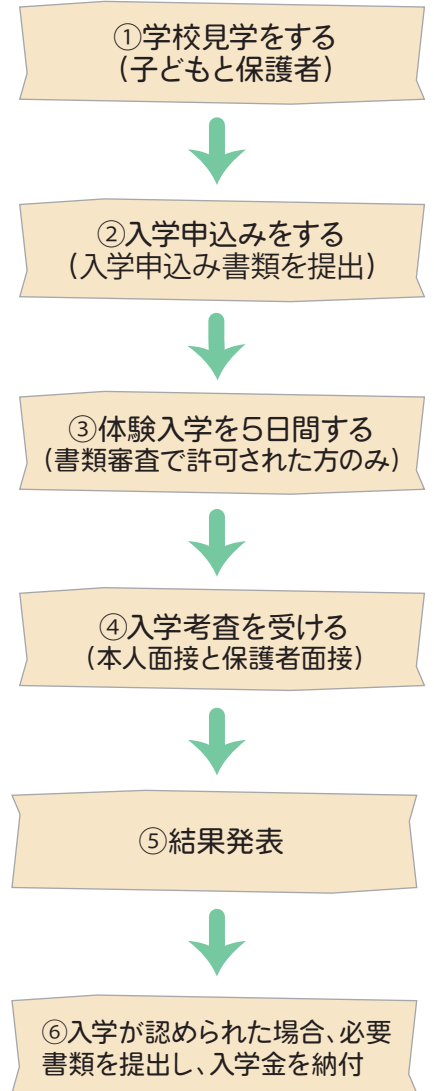 ①学校見学をする
(子どもと保護者)
②入学申込みをする
(入学申込み書類を提出)
③体験入学を5日間する
(書類審査で許可された方のみ)
④入学考査を受ける
(本人面接と保護者面接)
⑤結果発表
⑥入学が認められた場合、必要
書類を提出し、入学金を納付